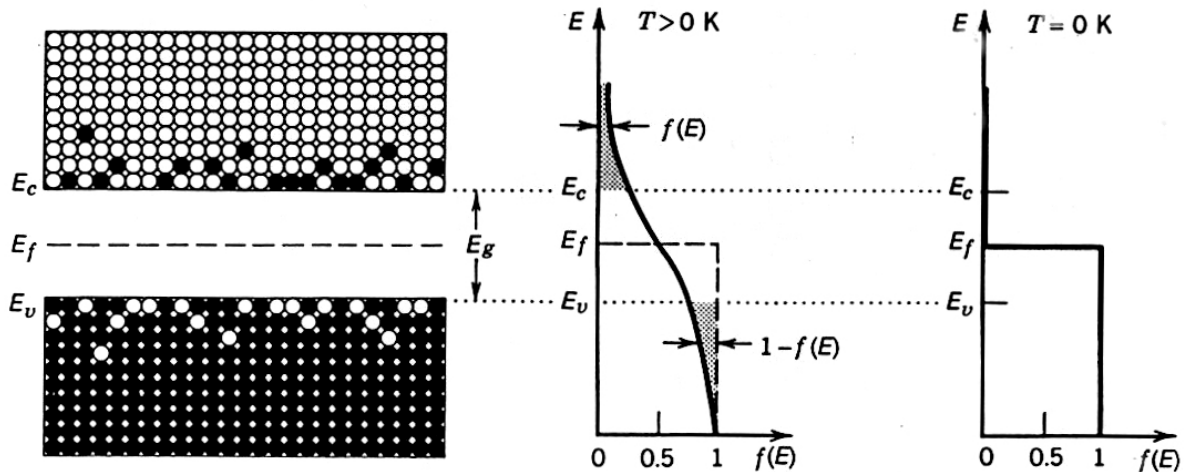 E T > 0 K
E T = 0 K
f(E)
E_c
E_c
E_c
E_f
E_g
E_f
E_f
E_v
E_v
E_v
1 – f(E)
0 0.5 1 f(E)
0 0.5 1 f(E)